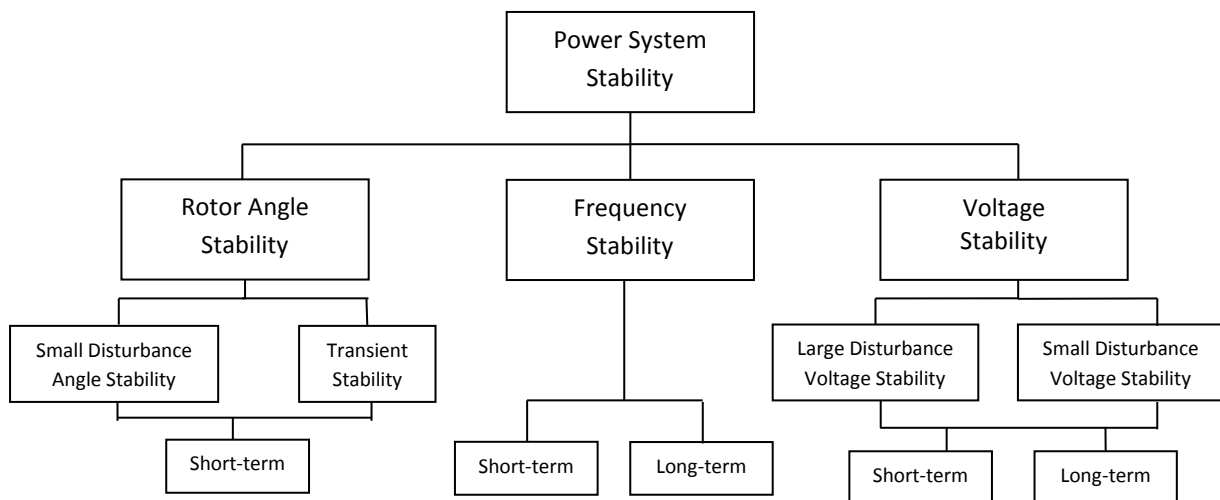 Power System
Stability
Rotor Angle
Stability
Frequency
Stability
Voltage
Stability
Small Disturbance
Angle Stability
Transient
Stability
Large Disturbance
Voltage Stability
Small Disturbance
Voltage Stability
Short-term
Short-term
Long-term
Short-term
Long-term